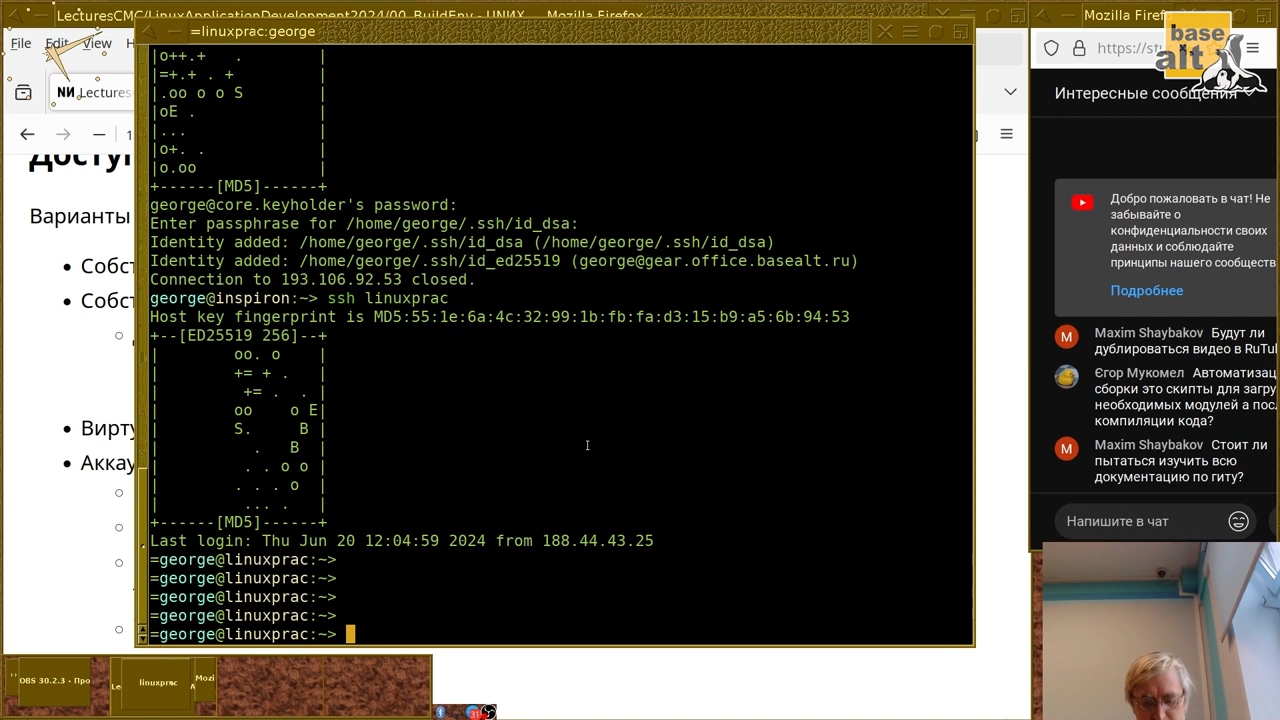 LecturesCMC/LinuxApplicationDevelopment2024/00_BuildEnv - UNИX — Mozilla Firefox
Mozilla Firef
=linuxprac:george
File Edit View H
NИ Lectures
https://st
base
alt
Интересные сообщения
Досту
Варианты
Собст
Собст
Вирту
Аккау
|o++.+   .        |
|=+.+ . +         |
|.oo o o S        |
|oE .             |
|...              |
|o+. .            |
|o.oo             |
+------[MD5]------+
george@core.keyholder's password:
Enter passphrase for /home/george/.ssh/id_dsa:
Identity added: /home/george/.ssh/id_dsa (/home/george/.ssh/id_dsa)
Identity added: /home/george/.ssh/id_ed25519 (george@gear.office.basealt.ru)
Connection to 193.106.92.53 closed.
george@inspiron:~> ssh linuxprac
Host key fingerprint is MD5:55:1e:6a:4c:32:99:1b:fb:fa:d3:15:b9:a5:6b:94:53
+--[ED25519 256]--+
|        oo. o    |
|        += + .   |
|         += .  . |
|        oo    o E|
|        S.     B |
|          .   B  |
|         . . o o |
|        . . . o  |
|         ... .   |
+------[MD5]------+
Last login: Thu Jun 20 12:04:59 2024 from 188.44.43.25
=george@linuxprac:~>
=george@linuxprac:~>
=george@linuxprac:~>
=george@linuxprac:~>
=george@linuxprac:~>
Добро пожаловать в чат! Не
забывайте о
конфиденциальности своих
данных и соблюдайте
принципы нашего сообществ
Подробнее
M Maxim Shaybakov Будут ли
дублироваться видео в RuTul
Єгор Мукомел Автоматизац
сборки это скипты для загру
необходимых модулей а пос
компиляции кода?
M Maxim Shaybakov Стоит ли
пытаться изучить всю
документацию по гиту?
Напишите в чат
OBS 30.2.3 - Про
Le
linuxprac
Mozi
31